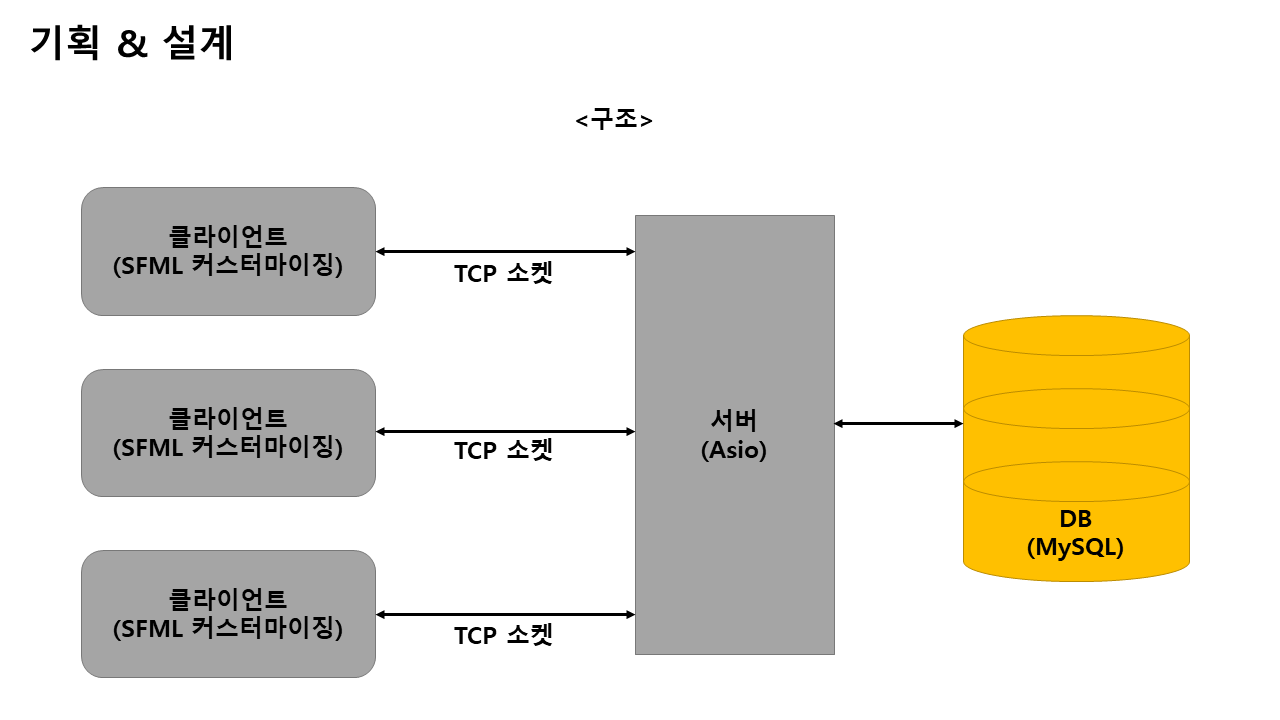 기획 & 설계
<구조>
클라이언트
(SFML 커스터마이징)
TCP 소켓
클라이언트
(SFML 커스터마이징)
TCP 소켓
클라이언트
(SFML 커스터마이징)
TCP 소켓
서버
(Asio)
DB
(MySQL)